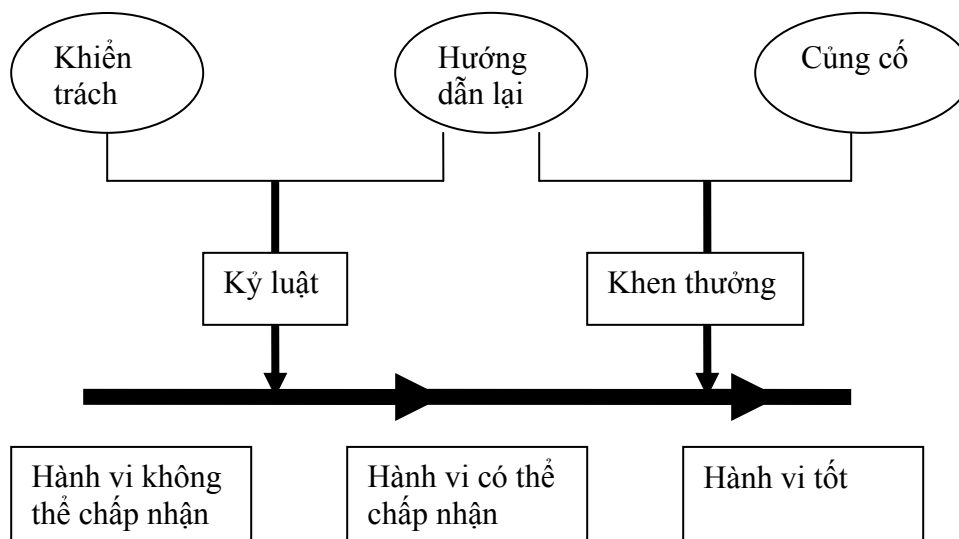 Khiển
trách
Hướng
dẫn lại
Củng cố
Kỷ luật
Khen thưởng
Hành vi không
thể chấp nhận
Hành vi có thể
chấp nhận
Hành vi tốt